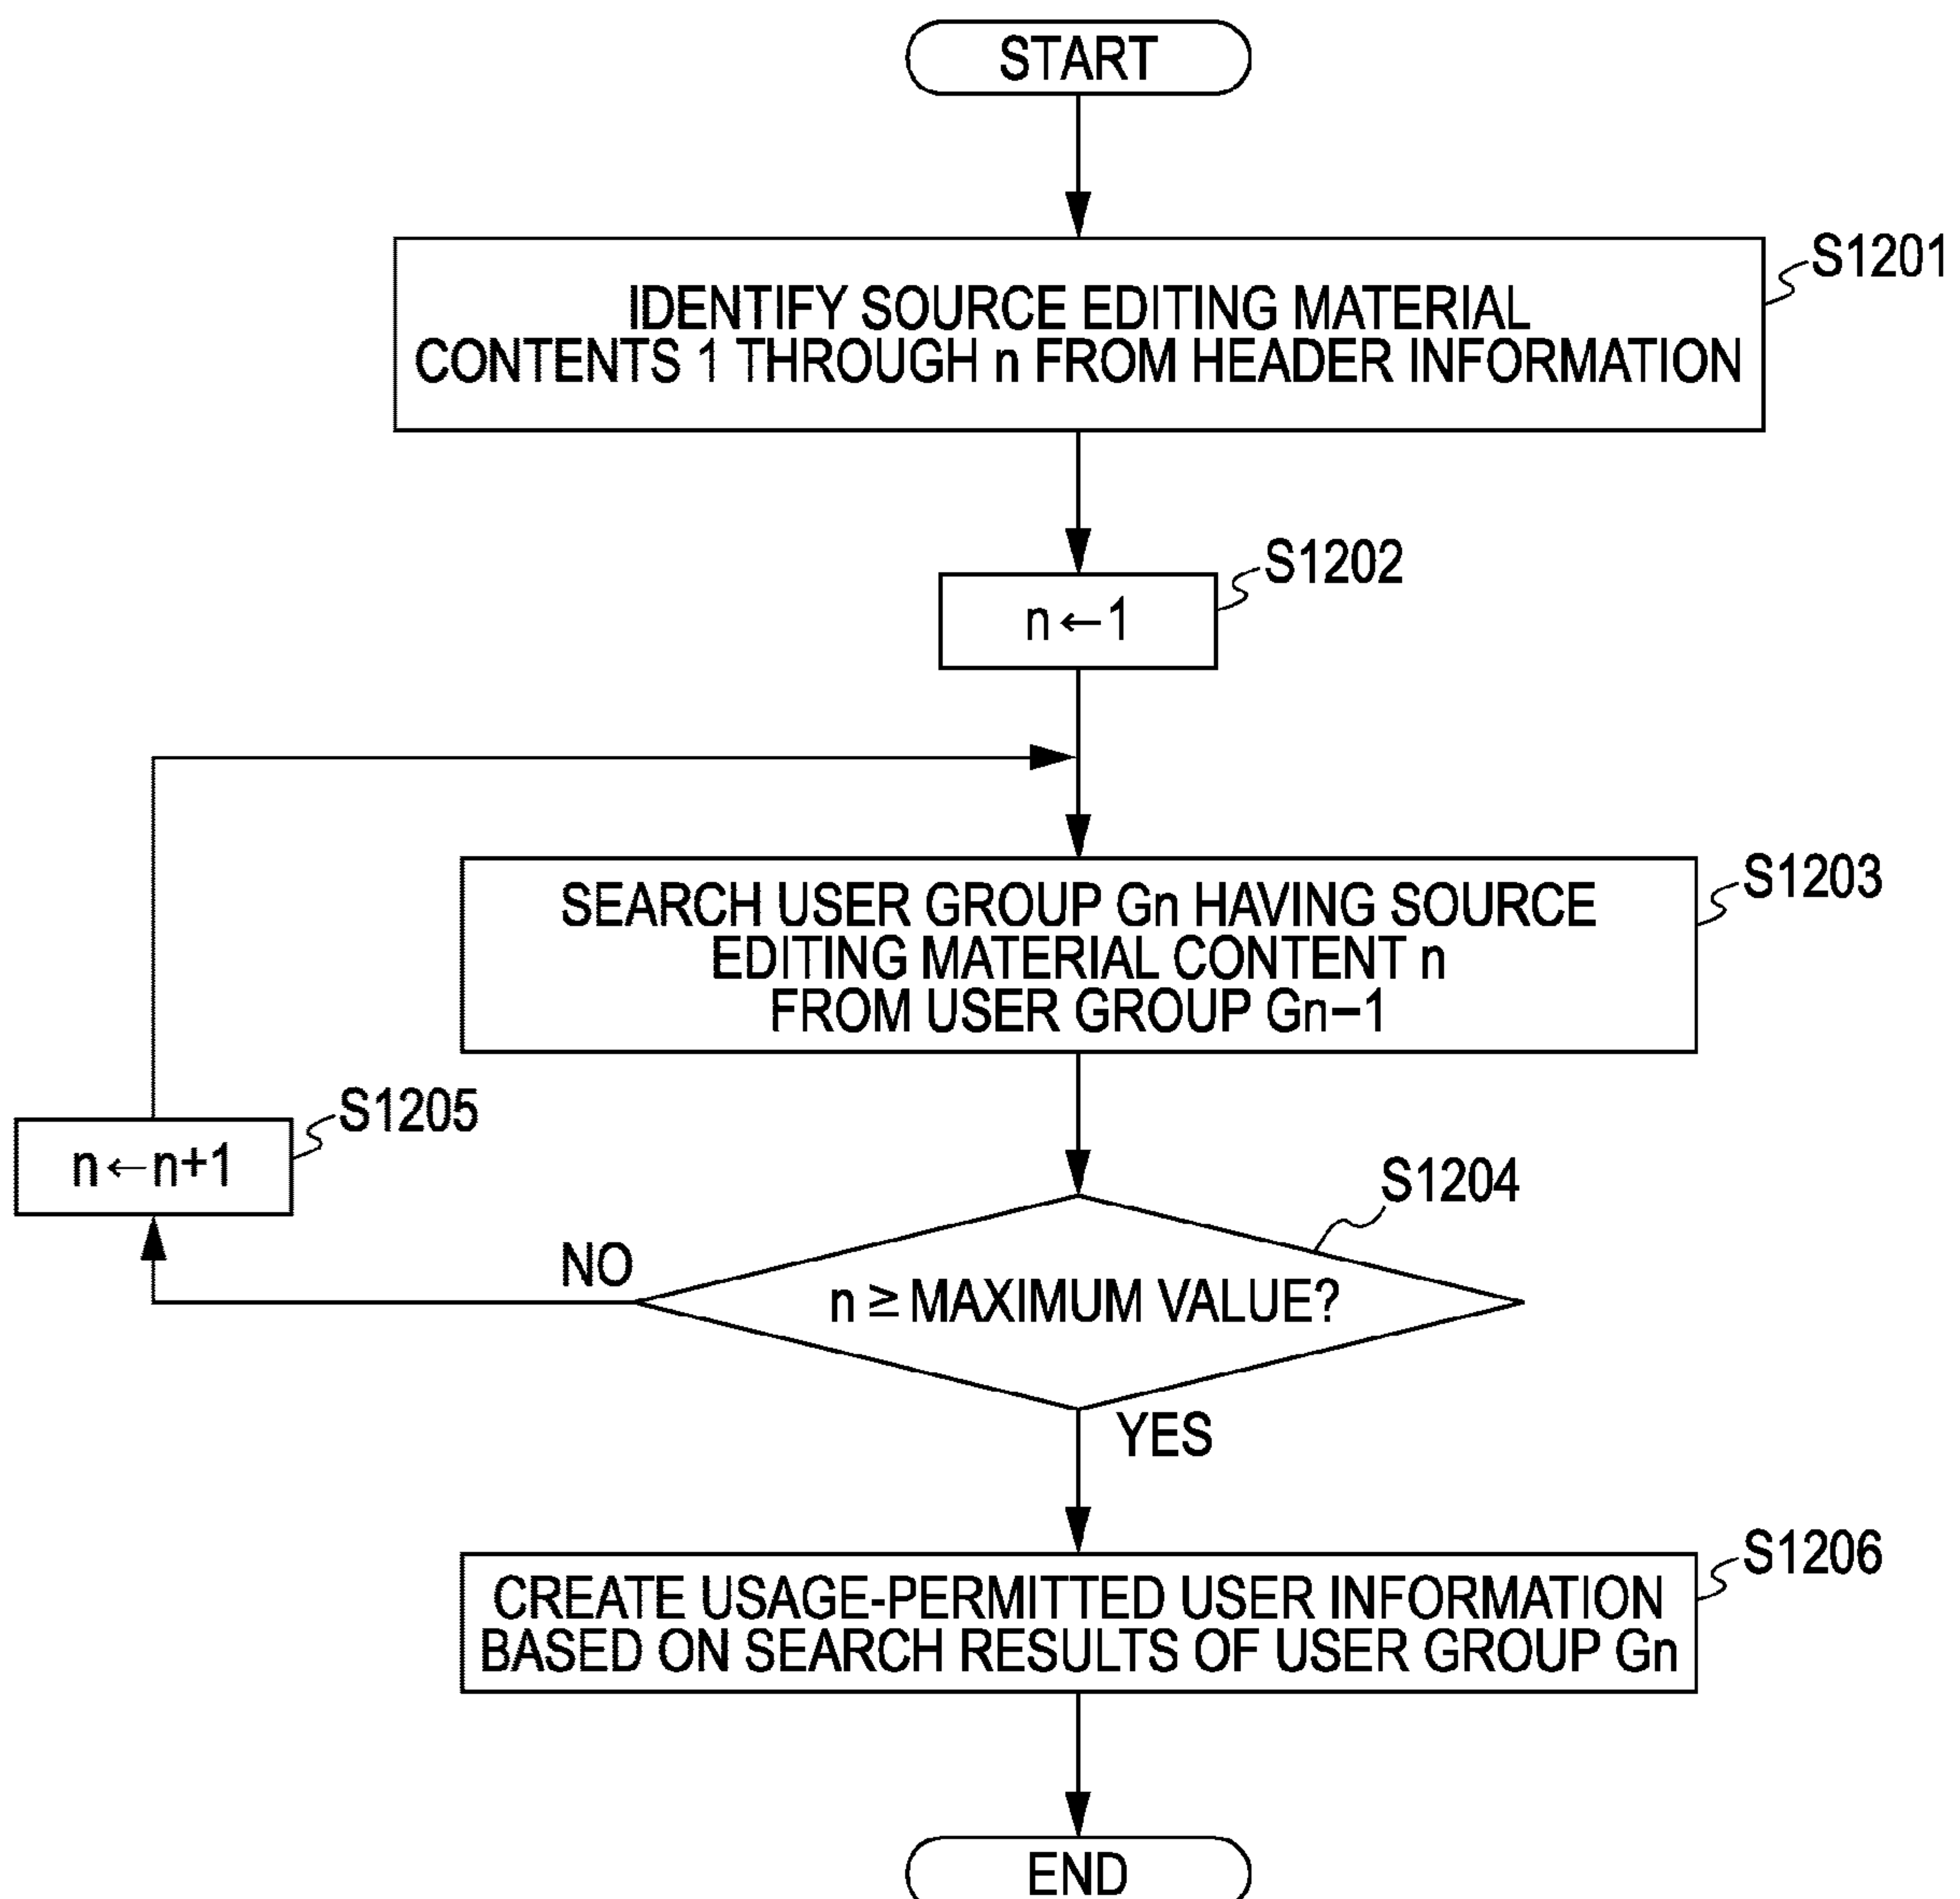 START
S1201
IDENTIFY SOURCE EDITING MATERIAL
CONTENTS 1 THROUGH n FROM HEADER INFORMATION
S1202
n←1
S1203
SEARCH USER GROUP Gn HAVING SOURCE
EDITING MATERIAL CONTENT n
FROM USER GROUP Gn−1
S1205
n←n+1
S1204
NO
n ≥ MAXIMUM VALUE?
YES
S1206
CREATE USAGE-PERMITTED USER INFORMATION
BASED ON SEARCH RESULTS OF USER GROUP Gn
END